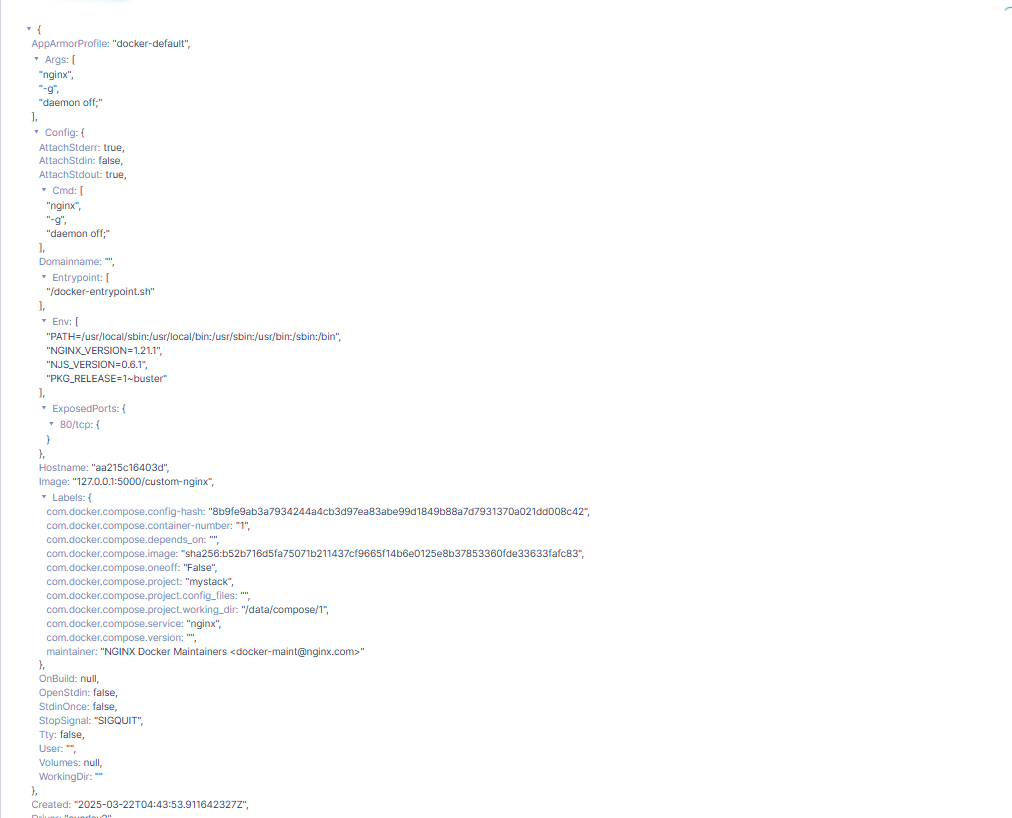 {
AppArmorProfile: "docker-default",
Args: [
"nginx",
"-g",
"daemon off;"
],
Config: {
AttachStderr: true,
AttachStdin: false,
AttachStdout: true,
Cmd: [
"nginx",
"-g",
"daemon off;"
],
Domainname: "",
Entrypoint: [
"/docker-entrypoint.sh"
],
Env: [
"PATH=/usr/local/sbin:/usr/local/bin:/usr/sbin:/usr/bin:/sbin:/bin",
"NGINX_VERSION=1.21.1",
"NJS_VERSION=0.6.1",
"PKG_RELEASE=1~buster"
],
ExposedPorts: {
80/tcp: {
}
},
Hostname: "aa215c16403d",
Image: "127.0.0.1:5000/custom-nginx",
Labels: {
com.docker.compose.config-hash: "8b9fe9ab3a7934244a4cb3d97ea83abe99d1849b88a7d7931370a021dd008c42",
com.docker.compose.container-number: "1",
com.docker.compose.depends_on: "",
com.docker.compose.image: "sha256:b52b716d5fa75071b211437cf9665f14b6e0125e8b37853360fde33633fafc83",
com.docker.compose.oneoff: "False",
com.docker.compose.project: "mystack",
com.docker.compose.project.config_files: "",
com.docker.compose.project.working_dir: "/data/compose/1",
com.docker.compose.service: "nginx",
com.docker.compose.version: "",
maintainer: "NGINX Docker Maintainers <docker-maint@nginx.com>"
},
OnBuild: null,
OpenStdin: false,
StdinOnce: false,
StopSignal: "SIGQUIT",
Tty: false,
User: "",
Volumes: null,
WorkingDir: ""
},
Created: "2025-03-22T04:43:53.911642327Z",
Driver: "overlay2"